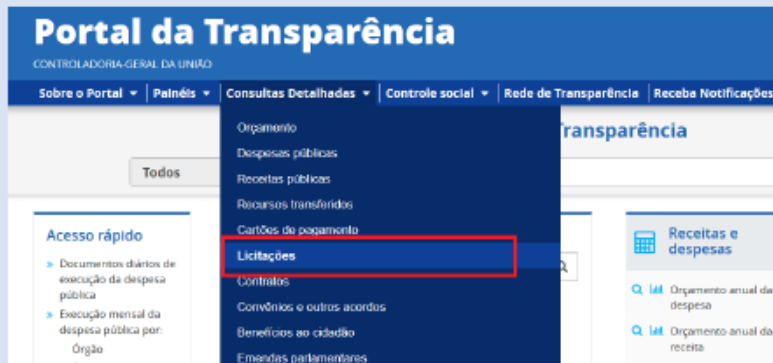 Portal da Transparência
CONTROLADORIA-GERAL DA UNIÃO
Sobre o Portal Painéis Consultas Detalhadas Controle social Rede de Transparência Receba Notificações
Orçamento
Despesas públicas
Receitas públicas
Recursos transferidos
Cartões de pagamento
Licitações
Contratos
Convênios e outros acordos
Benefícios ao cidadão
Emendas parlamentares
Transparência
Todos
Acesso rápido
Documentos diários de
execução da despesa
pública
Execução mensal da
despesa pública por:
Órgão
Receitas e
despesas
Orçamento anual da
despesa
Orçamento anual da
receita